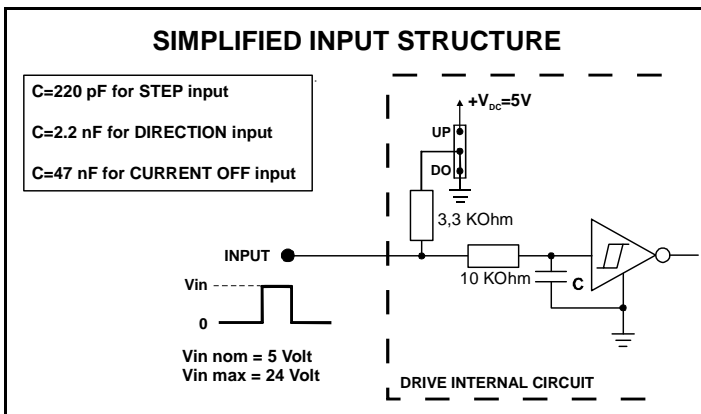 SIMPLIFIED INPUT STRUCTURE
C=220 pF for STEP input
C=2.2 nF for DIRECTION input
C=47 nF for CURRENT OFF input
+VDC=5V
UP
DO
3,3 KOhm
INPUT
10 KOhm
C
Vin
0
Vin nom = 5 Volt
Vin max = 24 Volt
DRIVE INTERNAL CIRCUIT